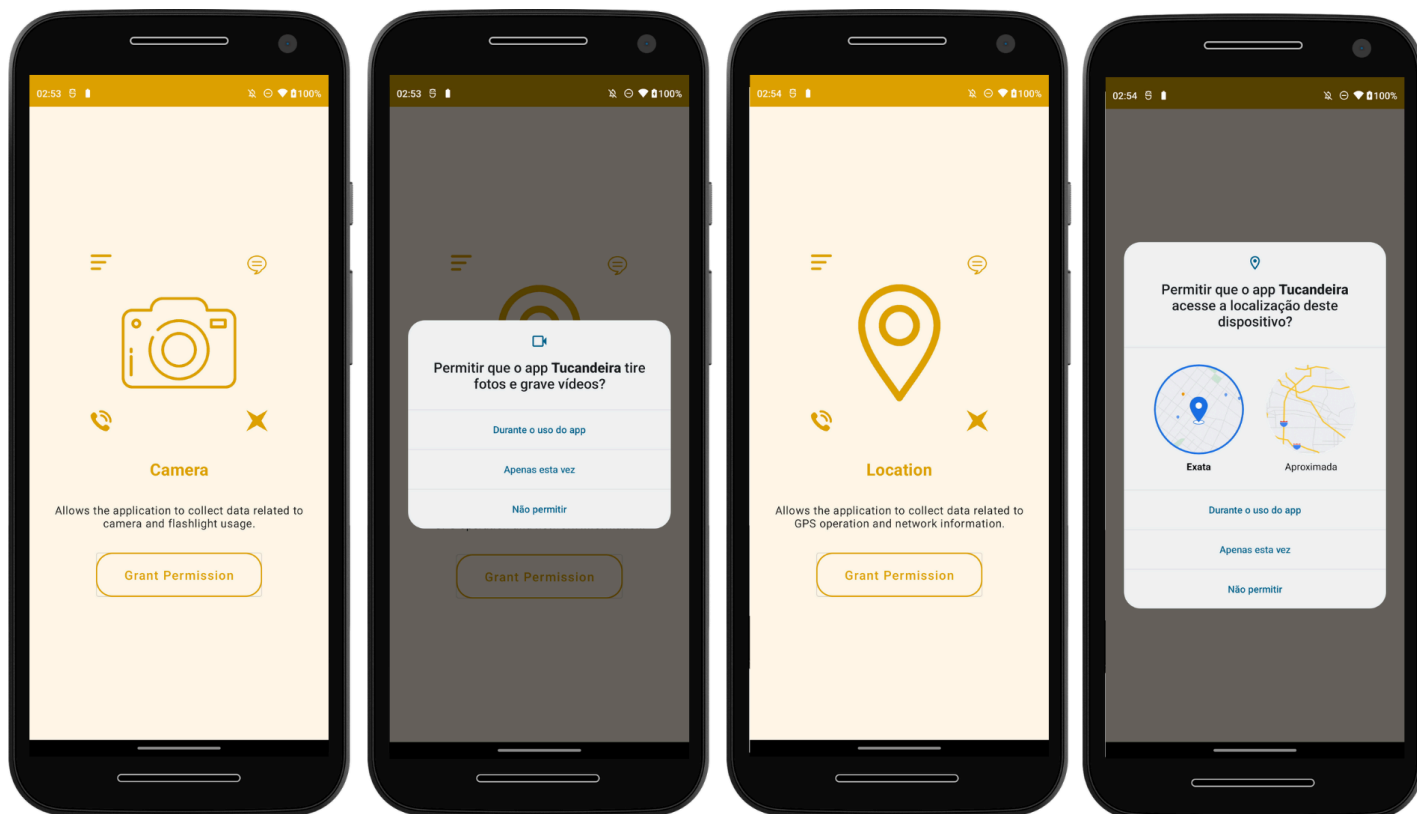 02:53
100%
Camera
Allows the application to collect data related to
camera and flashlight usage.
Grant Permission
02:53
100%
Permitir que o app Tucandeira tire
fotos e grave vídeos?
Durante o uso do app
Apenas esta vez
Não permitir
Grant Permission
02:54
100%
Location
Allows the application to collect data related to
GPS operation and network information.
Grant Permission
02:54
100%
Permitir que o app Tucandeira
acesse a localização deste
dispositivo?
Exata
Aproximada
Durante o uso do app
Apenas esta vez
Não permitir